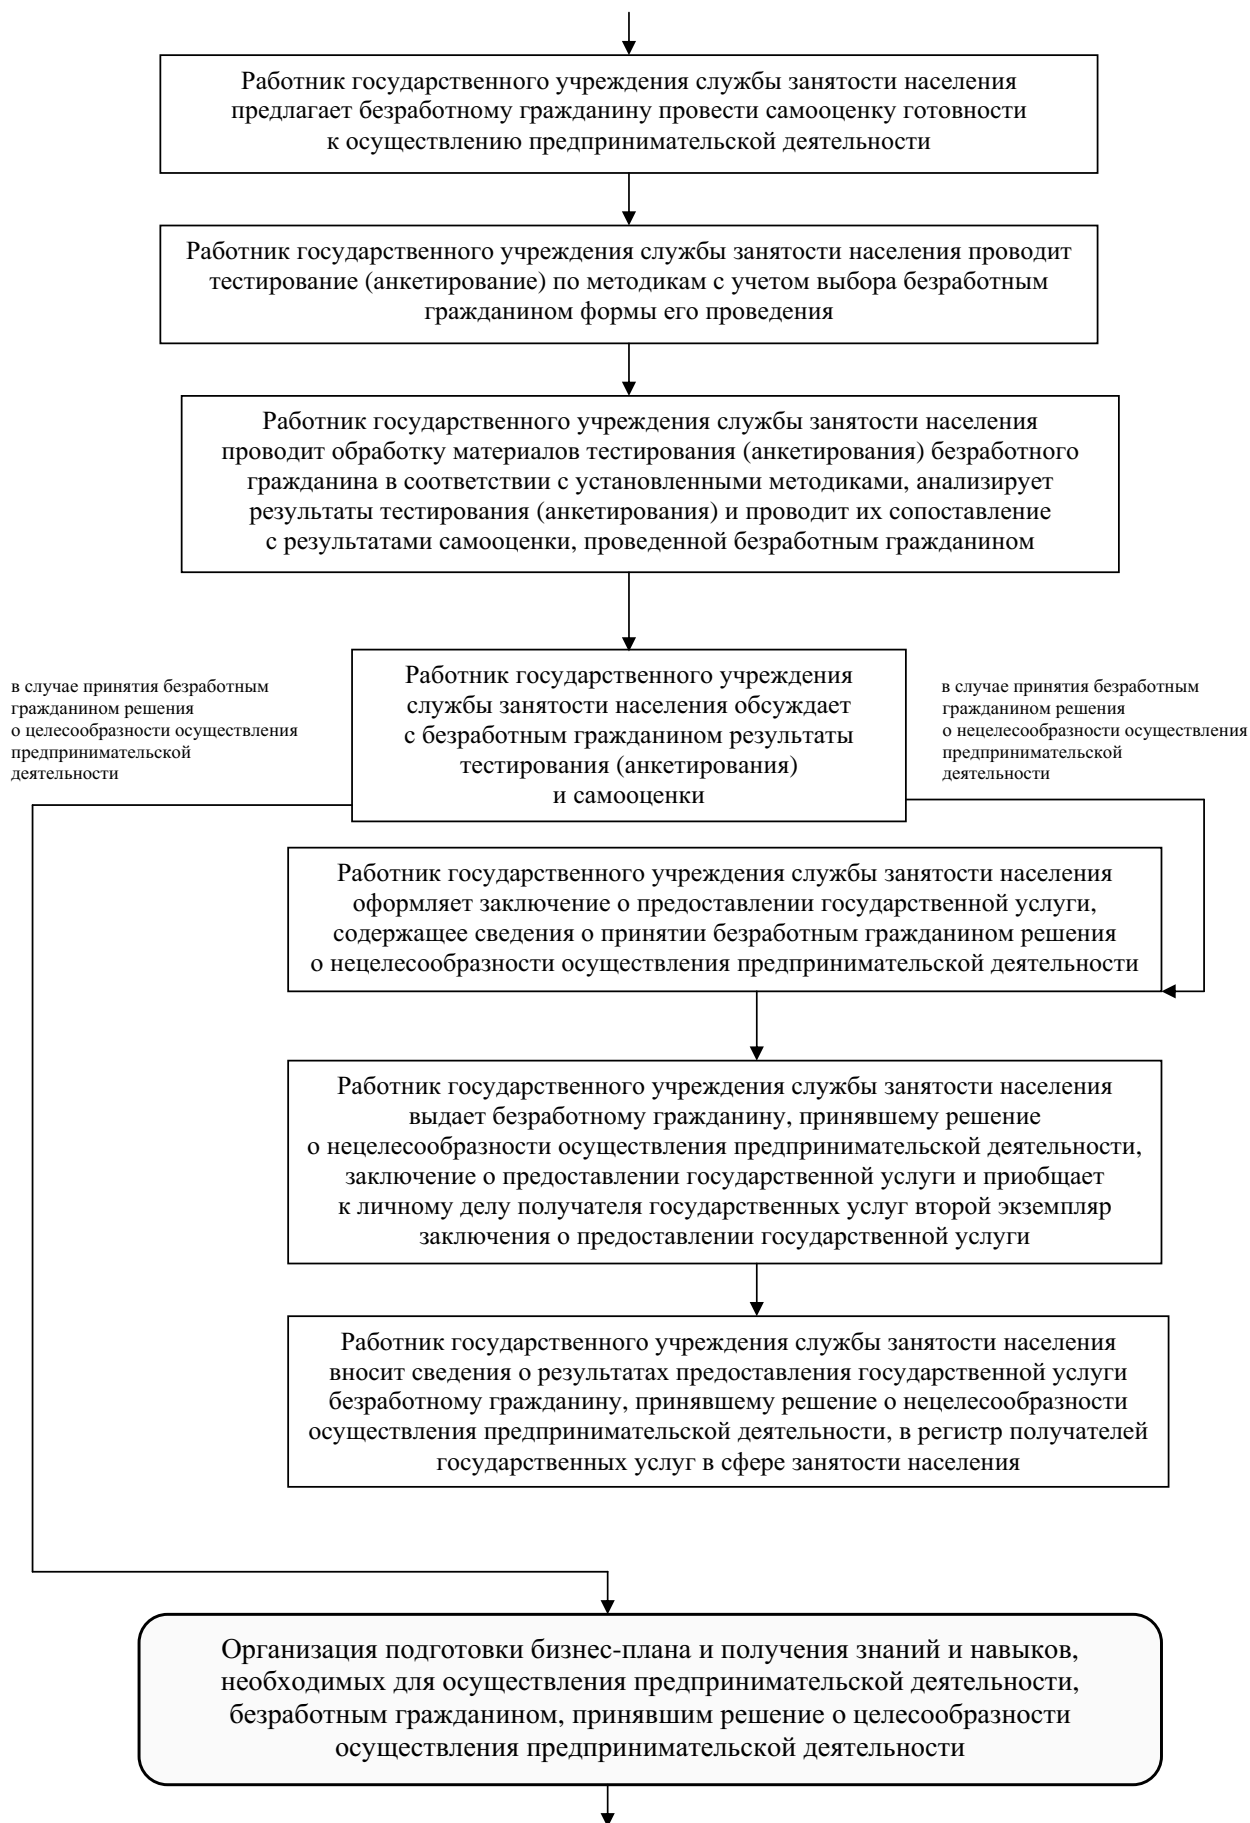 Работник государственного учреждения службы занятости населения
предлагает безработному гражданину провести самооценку готовности
к осуществлению предпринимательской деятельности
Работник государственного учреждения службы занятости населения проводит
тестирование (анкетирование) по методикам с учетом выбора безработным
гражданином формы его проведения
Работник государственного учреждения службы занятости населения
проводит обработку материалов тестирования (анкетирования) безработного
гражданина в соответствии с установленными методиками, анализирует
результаты тестирования (анкетирования) и проводит их сопоставление
с результатами самооценки, проведенной безработным гражданином
в случае принятия безработным
гражданином решения
о целесообразности осуществления
предпринимательской
деятельности
Работник государственного учреждения
службы занятости населения обсуждает
с безработным гражданином результаты
тестирования (анкетирования)
и самооценки
в случае принятия безработным
гражданином решения
о нецелесообразности осуществления
предпринимательской
деятельности
Работник государственного учреждения службы занятости населения
оформляет заключение о предоставлении государственной услуги,
содержащее сведения о принятии безработным гражданином решения
о нецелесообразности осуществления предпринимательской деятельности
Работник государственного учреждения службы занятости населения
выдает безработному гражданину, принявшему решение
о нецелесообразности осуществления предпринимательской деятельности,
заключение о предоставлении государственной услуги и приобщает
к личному делу получателя государственных услуг второй экземпляр
заключения о предоставлении государственной услуги
Работник государственного учреждения службы занятости населения
вносит сведения о результатах предоставления государственной услуги
безработному гражданину, принявшему решение о нецелесообразности
осуществления предпринимательской деятельности, в регистр получателей
государственных услуг в сфере занятости населения
Организация подготовки бизнес-плана и получения знаний и навыков,
необходимых для осуществления предпринимательской деятельности,
безработным гражданином, принявшим решение о целесообразности
осуществления предпринимательской деятельности